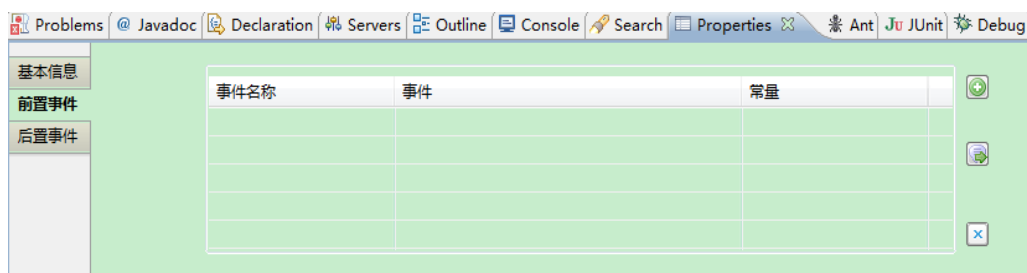 Problems @ Javadoc Declaration Servers Outline Console Search Properties Ant Ju JUnit Debug
基本信息
前置事件
后置事件
事件名称 事件 常量